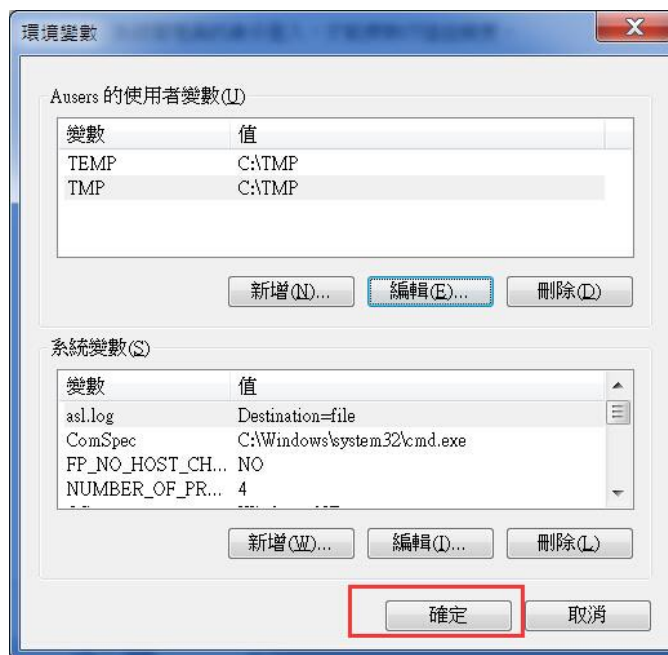 環境變數
Ausers 的使用者變數(U)
變數 值
TEMP C:\TMP
TMP C:\TMP
新增(N)... 編輯(E)... 刪除(D)
系統變數(S)
變數 值
asl.log Destination=file
ComSpec C:\Windows\system32\cmd.exe
FP_NO_HOST_CH... NO
NUMBER_OF_PR... 4
新增(W)... 編輯(I)... 刪除(L)
確定 取消